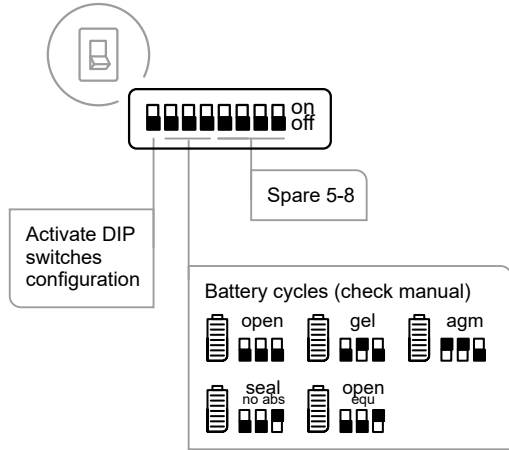 on
off
Spare 5-8
Activate DIP
switches
configuration
Battery cycles (check manual)
open
gel
agm
seal
no abs
open
equ